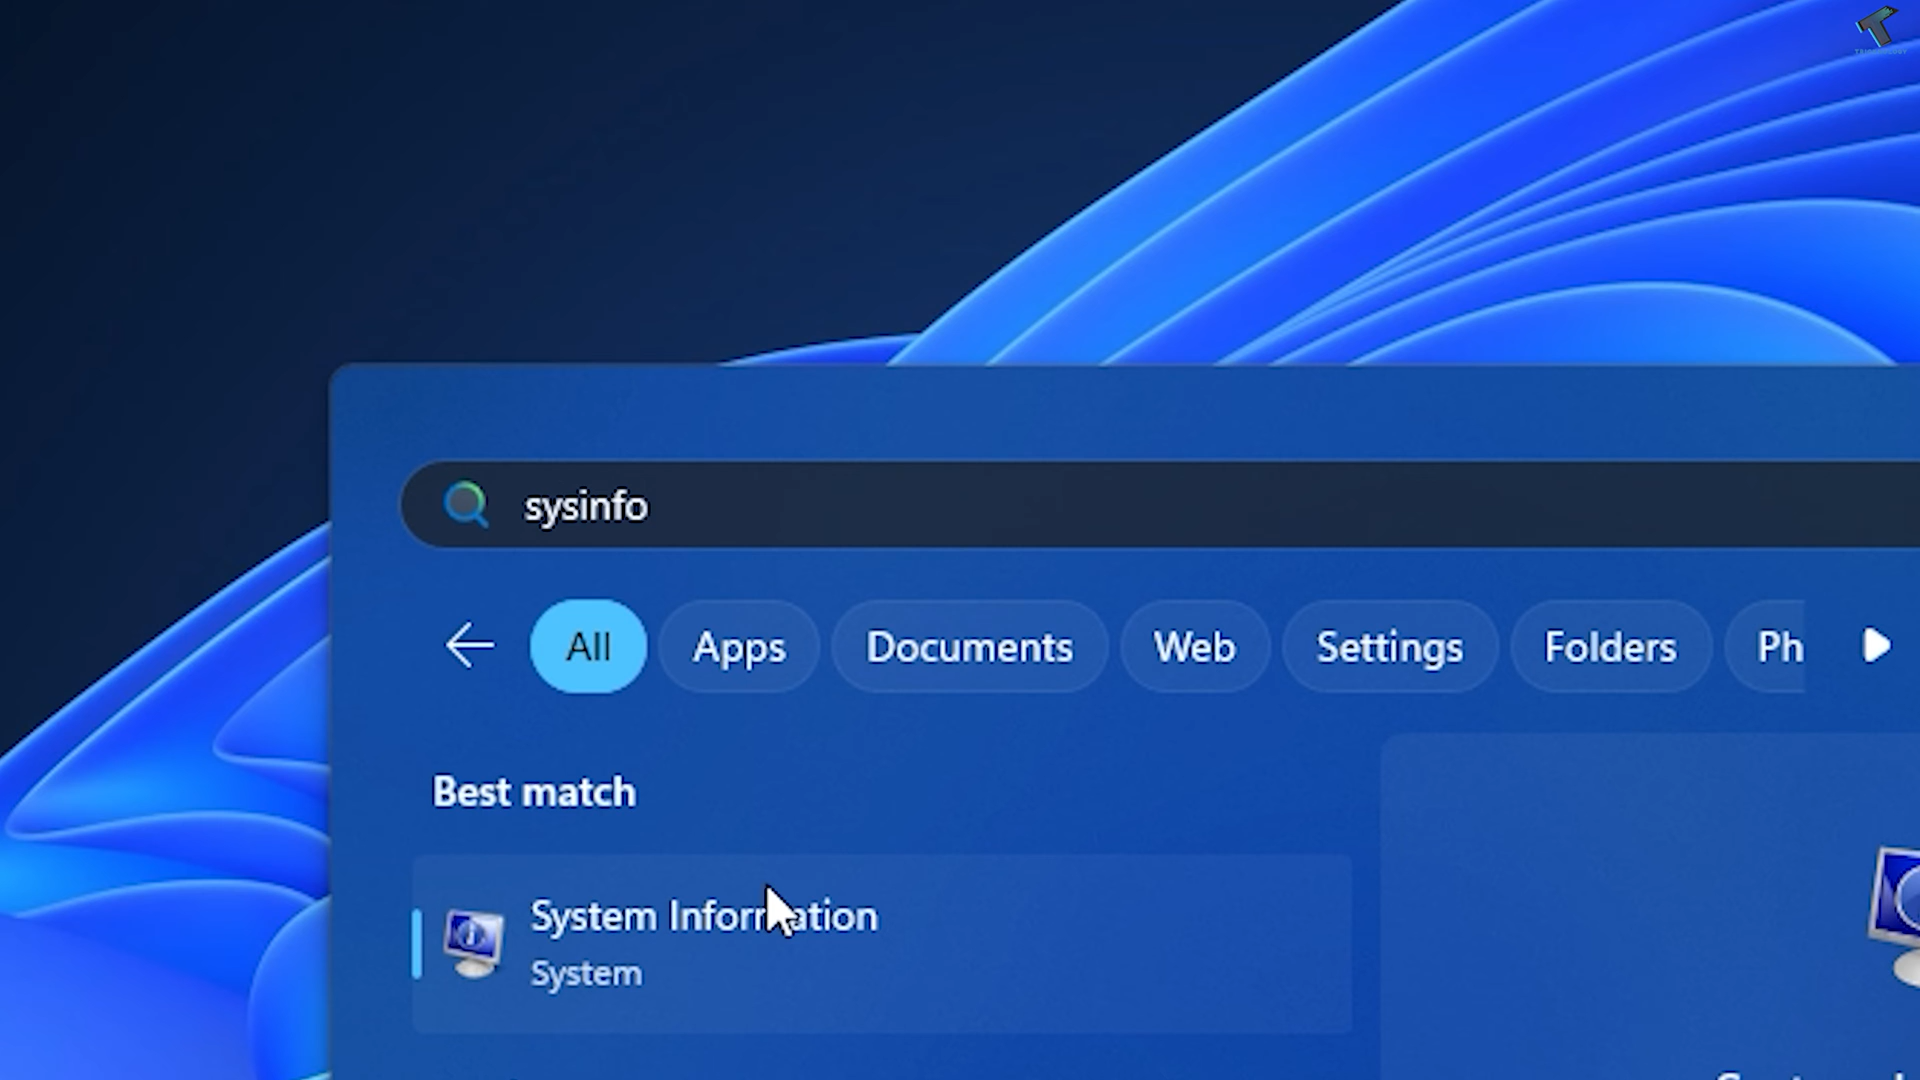 sysinfo
All Apps Documents Web Settings Folders Ph
Best match
System Information
System